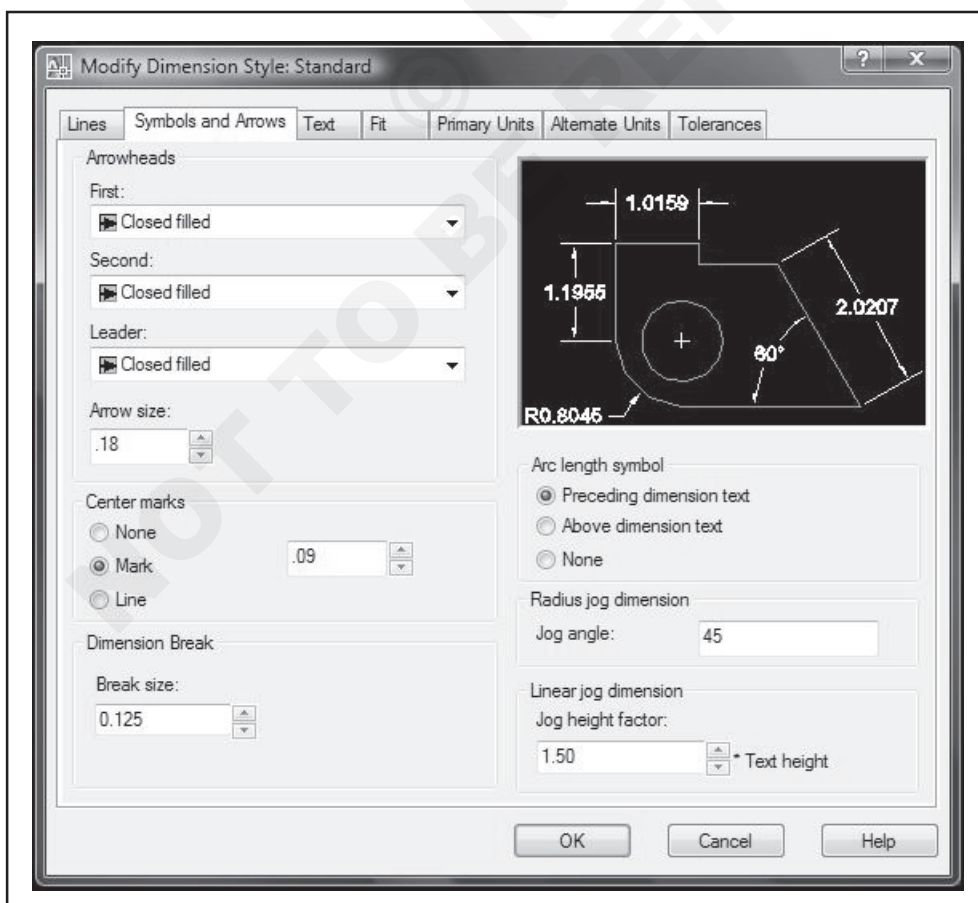 Modify Dimension Style: Standard
? X
Lines Symbols and Arrows Text Fit Primary Units Alternate Units Tolerances
Arrowheads
First:
Closed filled
Second:
Closed filled
Leader:
Closed filled
Arrow size:
.18
Center marks
None
Mark
Line
.09
Dimension Break
Break size:
0.125
1.0159
1.1955
2.0207
60°
R0.8045
Arc length symbol
Preceding dimension text
Above dimension text
None
Radius jog dimension
Jog angle:
45
Linear jog dimension
Jog height factor:
1.50
* Text height
OK Cancel Help
NOT TO BE